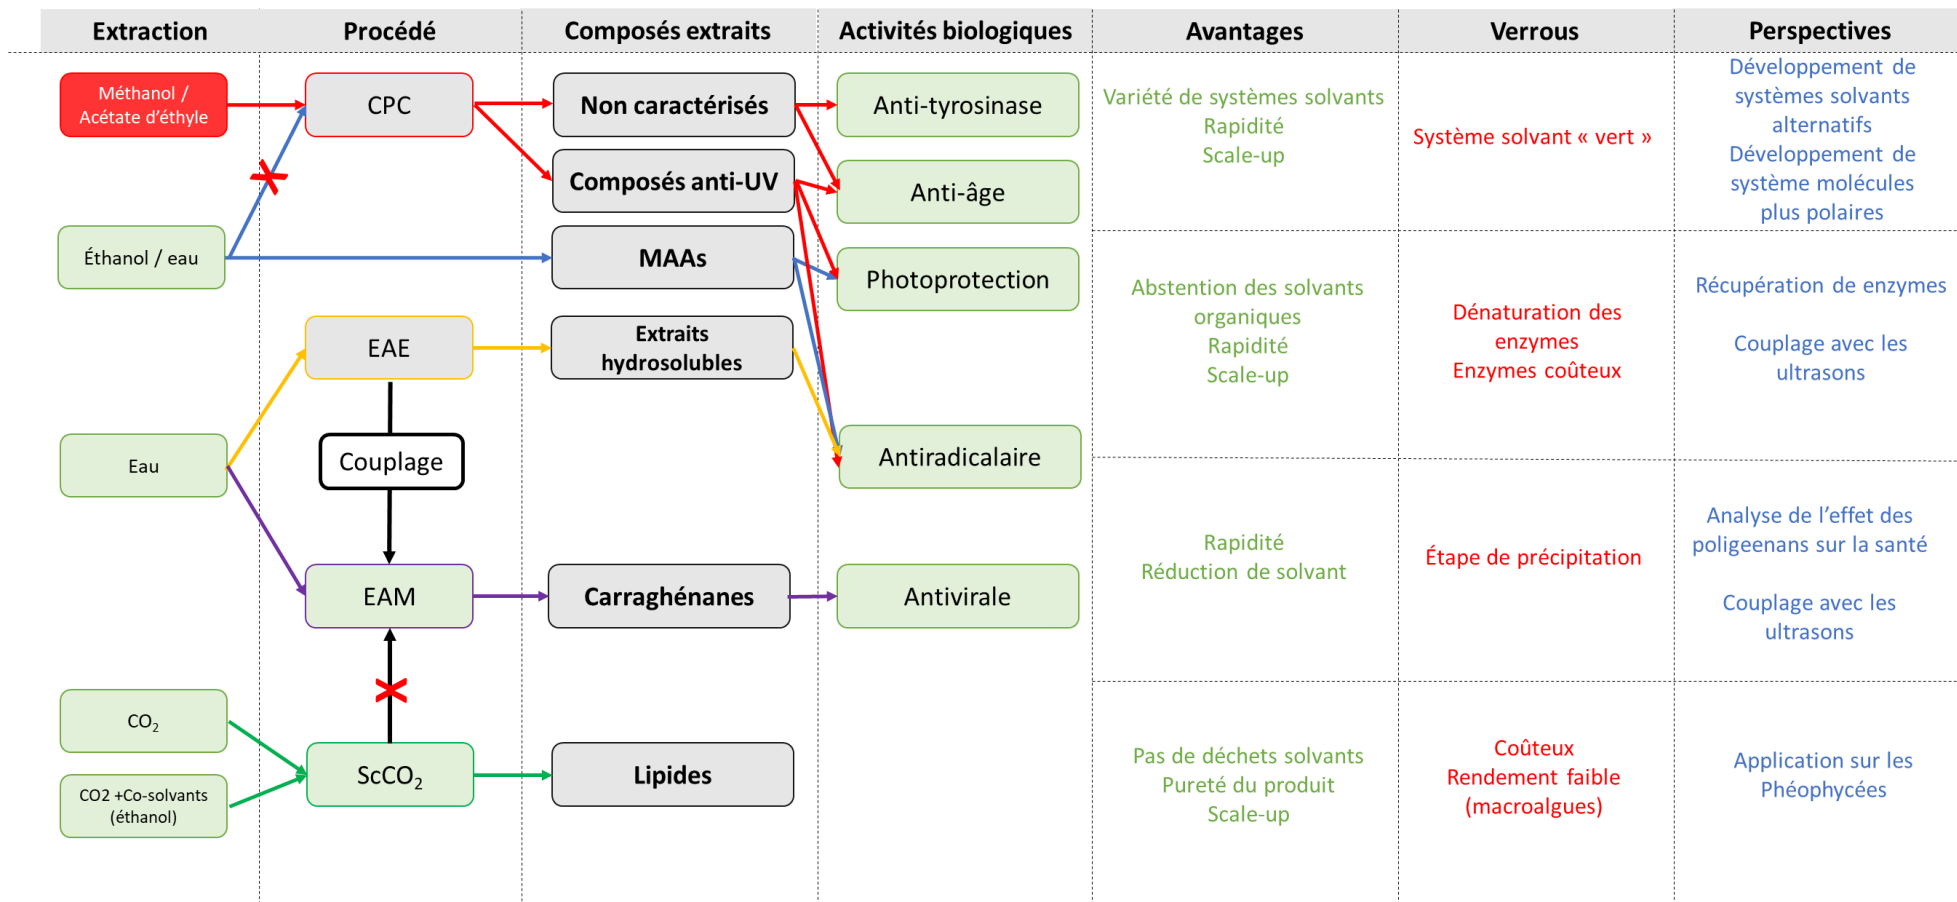 Extraction
Procédé
Composés extraits
Activités biologiques
Avantages
Verrous
Perspectives
Méthanol /
Acétate d'éthyle
CPC
Non caractérisés
Anti-tyrosinase
Variété de systèmes solvants
Rapidité
Scale-up
Système solvant « vert »
Développement de
systèmes solvants
alternatifs
Développement de
système molécules
plus polaires
Composés anti-UV
Anti-âge
Éthanol / eau
MAAs
Photoprotection
EAE
Extraits
hydrosolubles
Abstention des solvants
organiques
Rapidité
Scale-up
Dénaturation des
enzymes
Enzymes coûteux
Récupération de enzymes
Couplage avec les
ultrasons
Eau
Couplage
Antiradicalaire
EAM
Carraghénanes
Antivirale
Rapidité
Réduction de solvant
Étape de précipitation
Analyse de l'effet des
poligeenans sur la santé
Couplage avec les
ultrasons
CO₂
CO2 +Co-solvants
(éthanol)
ScCO₂
Lipides
Pas de déchets solvants
Pureté du produit
Scale-up
Coûteux
Rendement faible
(macroalgues)
Application sur les
Phéophycées